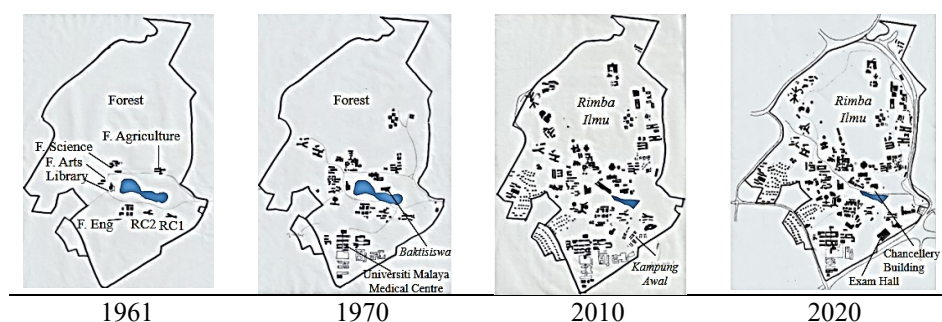 Forest
F. Agriculture
F. Science
F. Arts
Library
F. Eng
RC2 RC1
1961
Forest
Baktisiswa
Universiti Malaya
Medical Centre
1970
Rimba
Ilmu
Kampung
Awal
2010
Rimba
Ilmu
Chancellery
Building
Exam Hall
2020